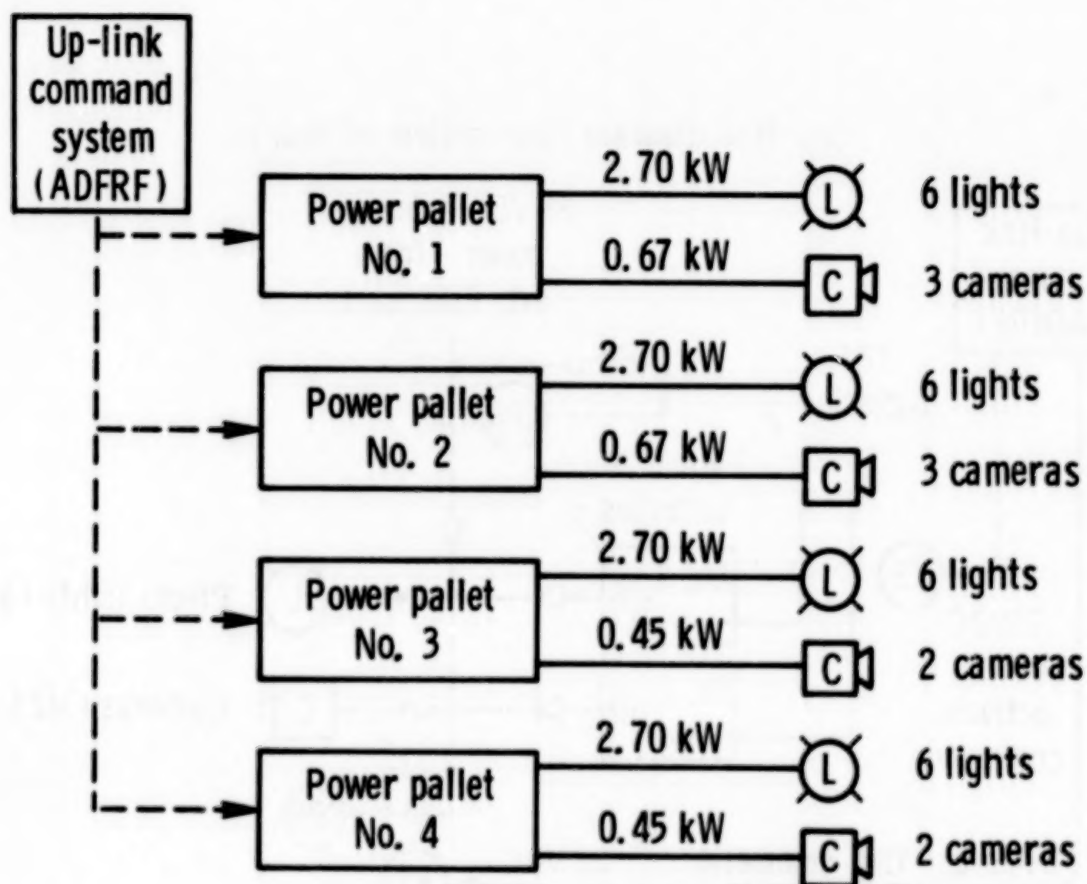 Up-link
command
system
(ADFRF)
Power pallet
No. 1
2.70 kW
L
6 lights
0.67 kW
C
3 cameras
Power pallet
No. 2
2.70 kW
L
6 lights
0.67 kW
C
3 cameras
Power pallet
No. 3
2.70 kW
L
6 lights
0.45 kW
C
2 cameras
Power pallet
No. 4
2.70 kW
L
6 lights
0.45 kW
C
2 cameras